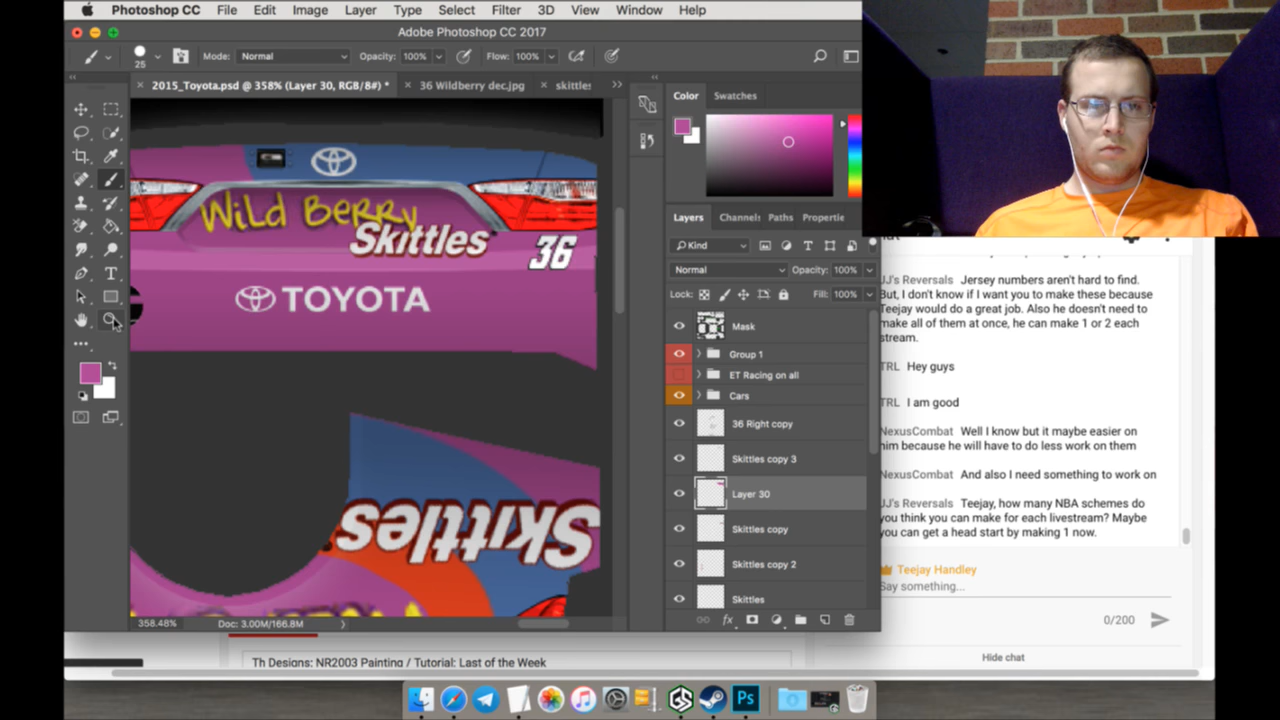 Photoshop CC File Edit Image Layer Type Select Filter 3D View Window Help
Adobe Photoshop CC 2017
25 Mode: Normal Opacity: 100% Flow: 100%
2015_Toyota.psd @ 358% (Layer 30, RGB/8#) * 36 Wildberry dec.jpg skittle:
Color Swatches
Wild Berry
Skittles
36
TOYOTA
Skittles
358.48% Doc: 3.00M/166.8M
Layers Channel: Paths Propertie
Kind
Normal Opacity: 100%
Lock: Fill: 100%
Mask
Group 1
ET Racing on all
Cars
36 Right copy
Skittles copy 3
Layer 30
Skittles copy
Skittles copy 2
Skittles
fx
JJ's Reversals Jersey numbers aren't hard to find.
But, I don't know if I want you to make these because
Teejay would do a great job. Also he doesn't need to
make all of them at once, he can make 1 or 2 each
stream.
TRL Hey guys
TRL I am good
NexusCombat Well I know but it maybe easier on
him because he will have to do less work on them
NexusCombat And also I need something to work on
JJ's Reversals Teejay, how many NBA schemes do
you think you can make for each livestream? Maybe
you can get a head start by making 1 now.
Teejay Handley
Say something...
0/200
Hide chat
Th Designs: NR2003 Painting / Tutorial: Last of the Week
Ps